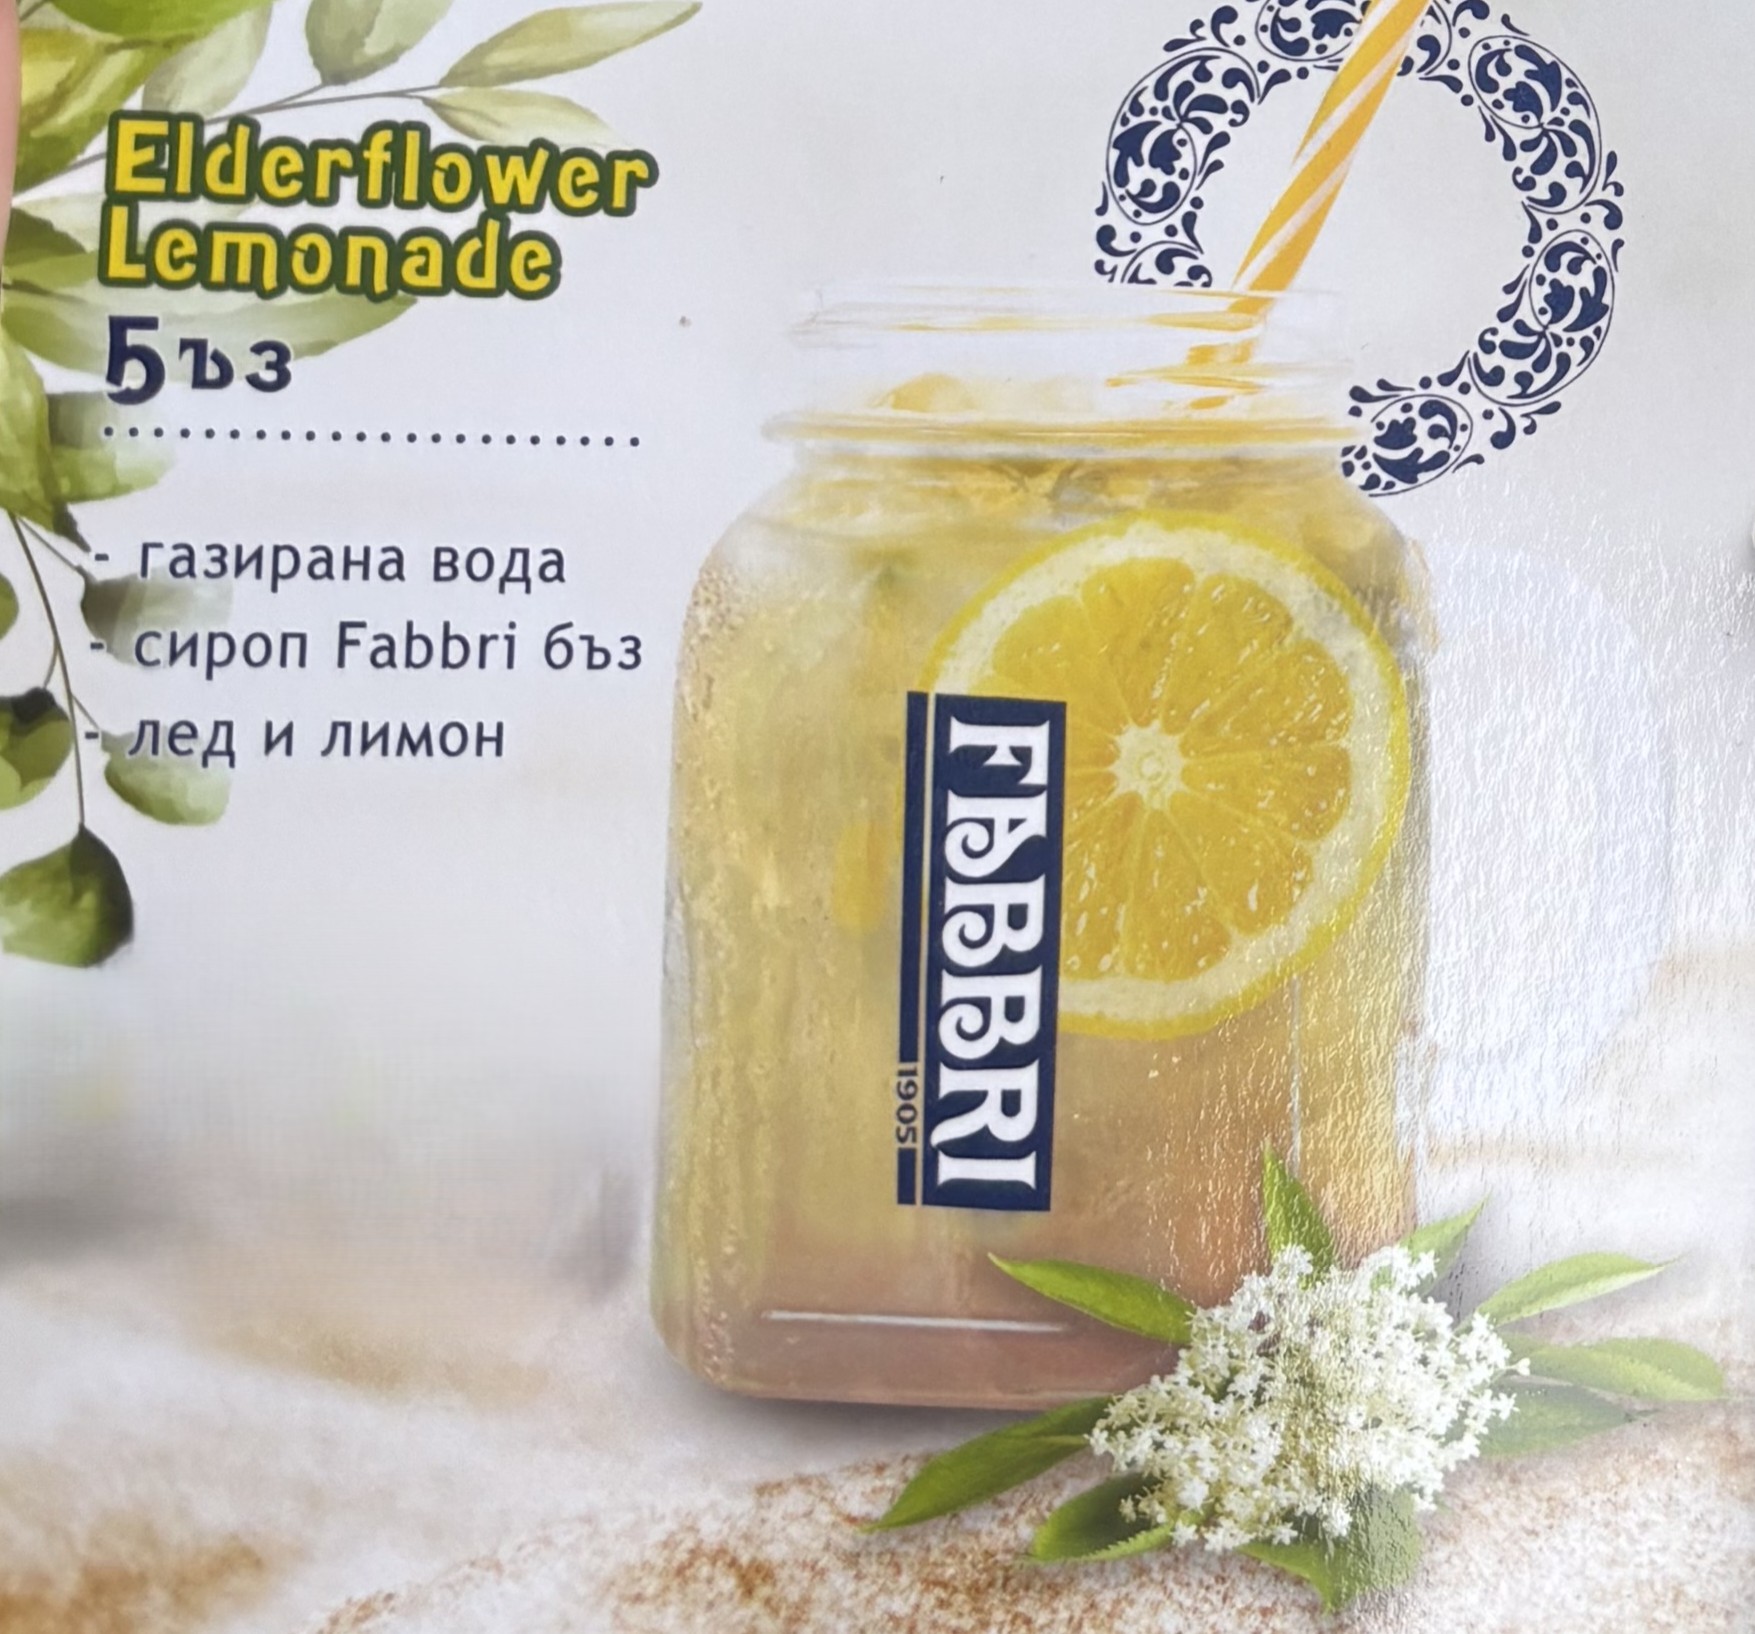 Elderflower
Lemonade
Бъз
- газирана вода
- сироп Fabbri бъз
- лед и лимон
FABBRI
1905